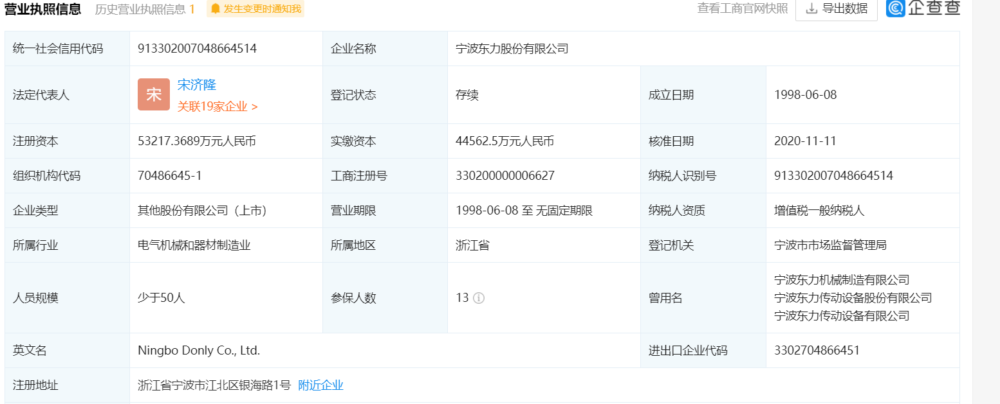 营业执照信息 历史营业执照信息 1 发生变更时通知我 查看工商官网快照 导出数据 企查查
统一社会信用代码 913302007048664514 企业名称 宁波东力股份有限公司
法定代表人 宋 宋济隆 登记状态 存续 成立日期 1998-06-08
关联19家企业 >
注册资本 53217.3689万元人民币 实缴资本 44562.5万元人民币 核准日期 2020-11-11
组织机构代码 70486645-1 工商注册号 330200000006627 纳税人识别号 913302007048664514
企业类型 其他股份有限公司（上市） 营业期限 1998-06-08 至 无固定期限 纳税人资质 增值税一般纳税人
所属行业 电气机械和器材制造业 所属地区 浙江省 登记机关 宁波市市场监督管理局
人员规模 少于50人 参保人数 13 曾用名 宁波东力机械制造有限公司
宁波东力传动设备股份有限公司
宁波东力传动设备有限公司
英文名 Ningbo Donly Co., Ltd. 进出口企业代码 3302704866451
注册地址 浙江省宁波市江北区银海路1号 附近企业